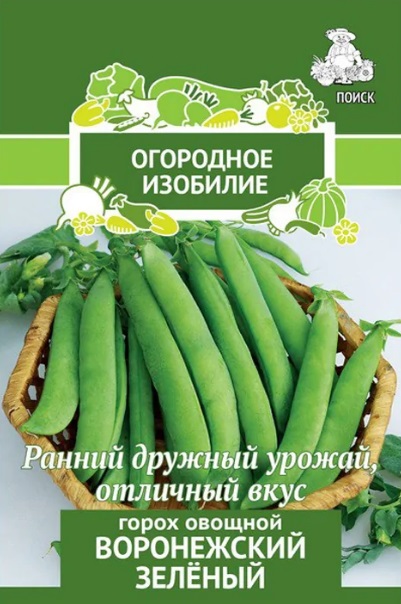 ПОИСК
ОГОРОДНОЕ
ИЗОБИЛИЕ
Ранний дружный урожай,
отличный вкус
горох овощной
ВОРОНЕЖСКИЙ
ЗЕЛЁНЫЙ